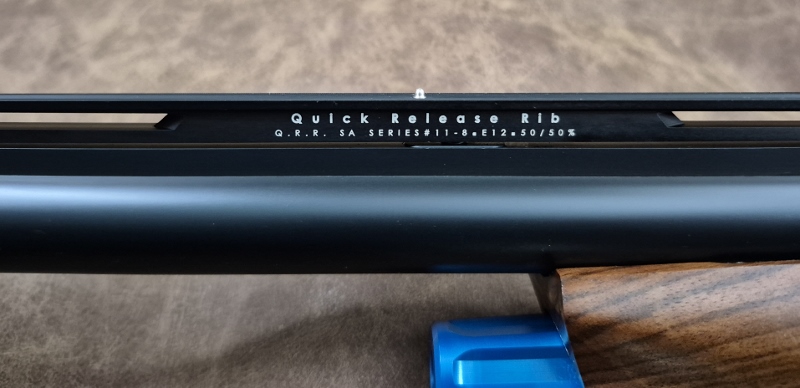 Quick Release Rib
Q.R.R. SA SERIES#11-8.E12.50/50%